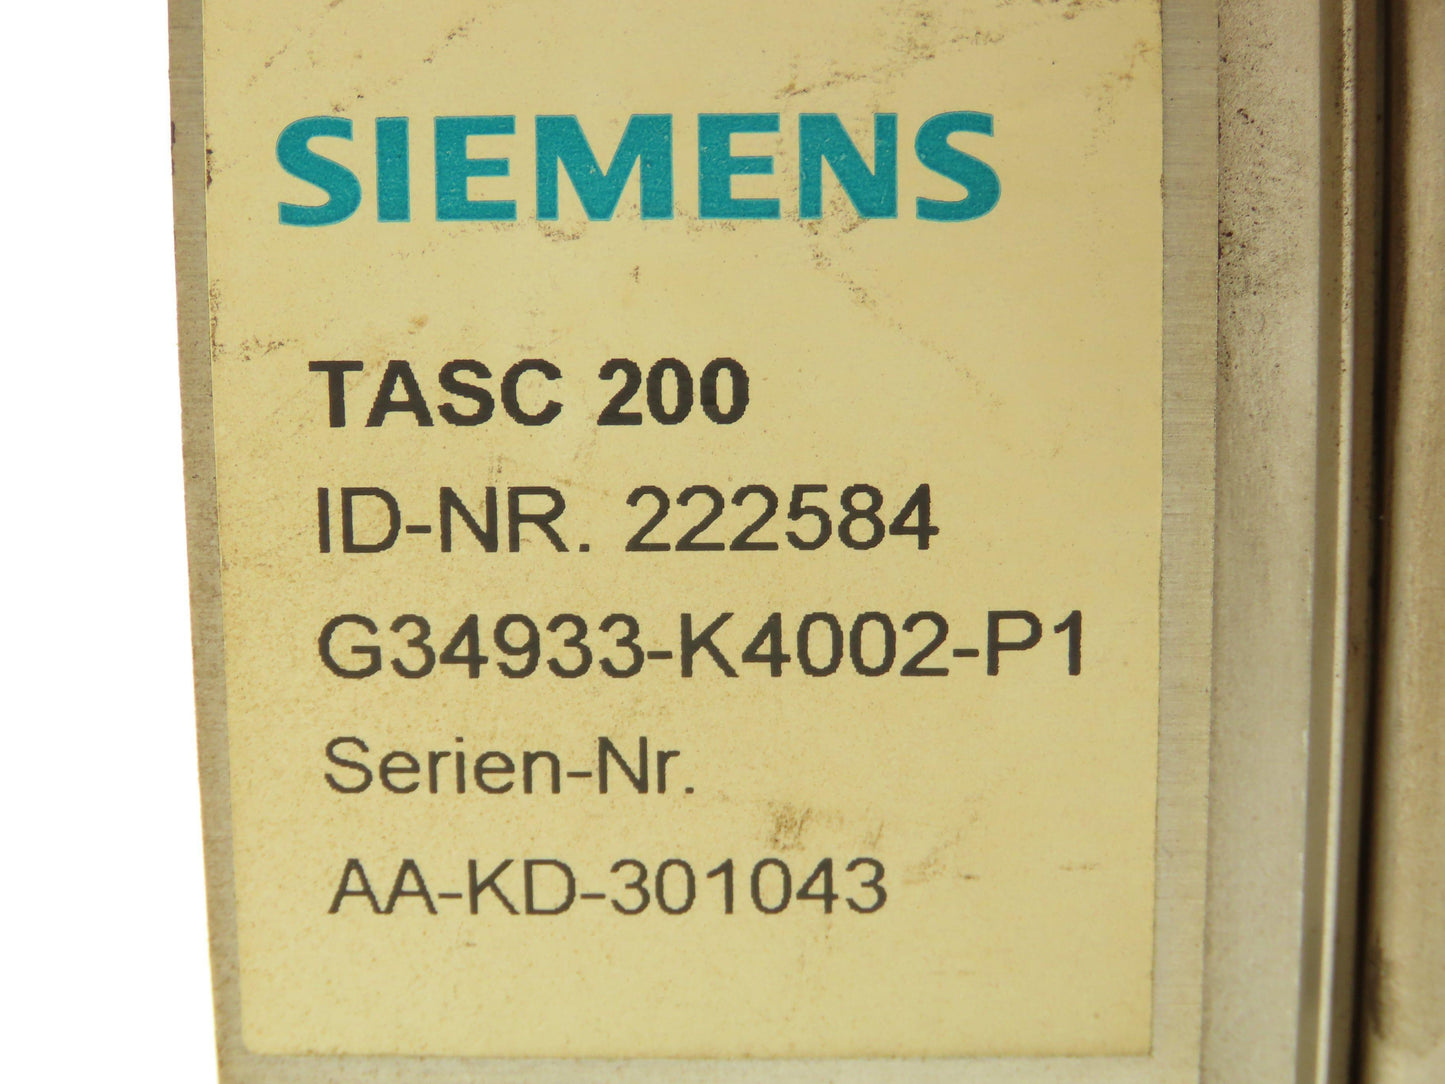 SIEMENS
TASC 200
ID-NR. 222584
G34933-K4002-P1
Serien-Nr.
AA-KD-301043